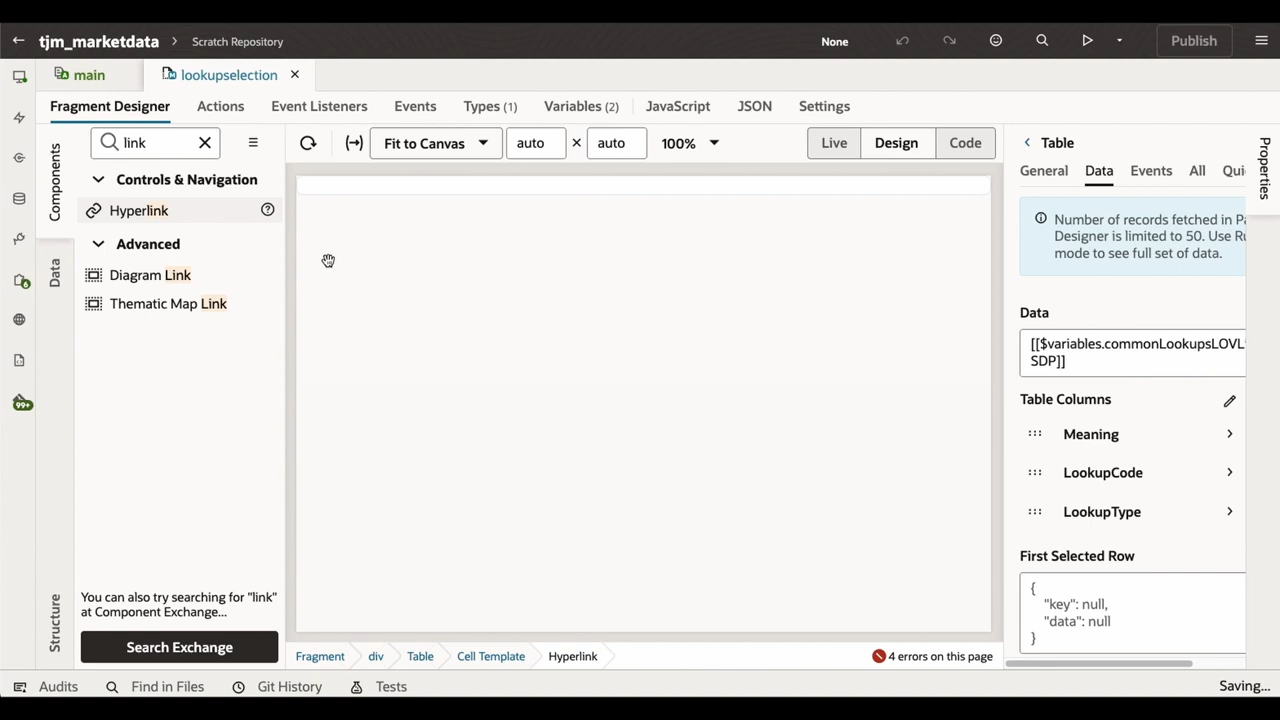 tjm_marketdata > Scratch Repository
None
Publish
main
lookupselection
Fragment Designer
Actions
Event Listeners
Events
Types (1)
Variables (2)
JavaScript
JSON
Settings
Components
Data
Structure
link
Controls & Navigation
Hyperlink
Advanced
Diagram Link
Thematic Map Link
You can also try searching for "link"
at Component Exchange...
Search Exchange
Fit to Canvas
auto
×
auto
100%
Live
Design
Code
Fragment
div
Table
Cell Template
Hyperlink
4 errors on this page
Table
General
Data
Events
All
Qui
Properties
Number of records fetched in Pa
Designer is limited to 50. Use Ru
mode to see full set of data.
Data
[[$variables.commonLookupsLOVL
SDP]]
Table Columns
Meaning
LookupCode
LookupType
First Selected Row
{
"key": null,
"data": null
}
99+
Audits
Find in Files
Git History
Tests
Saving...